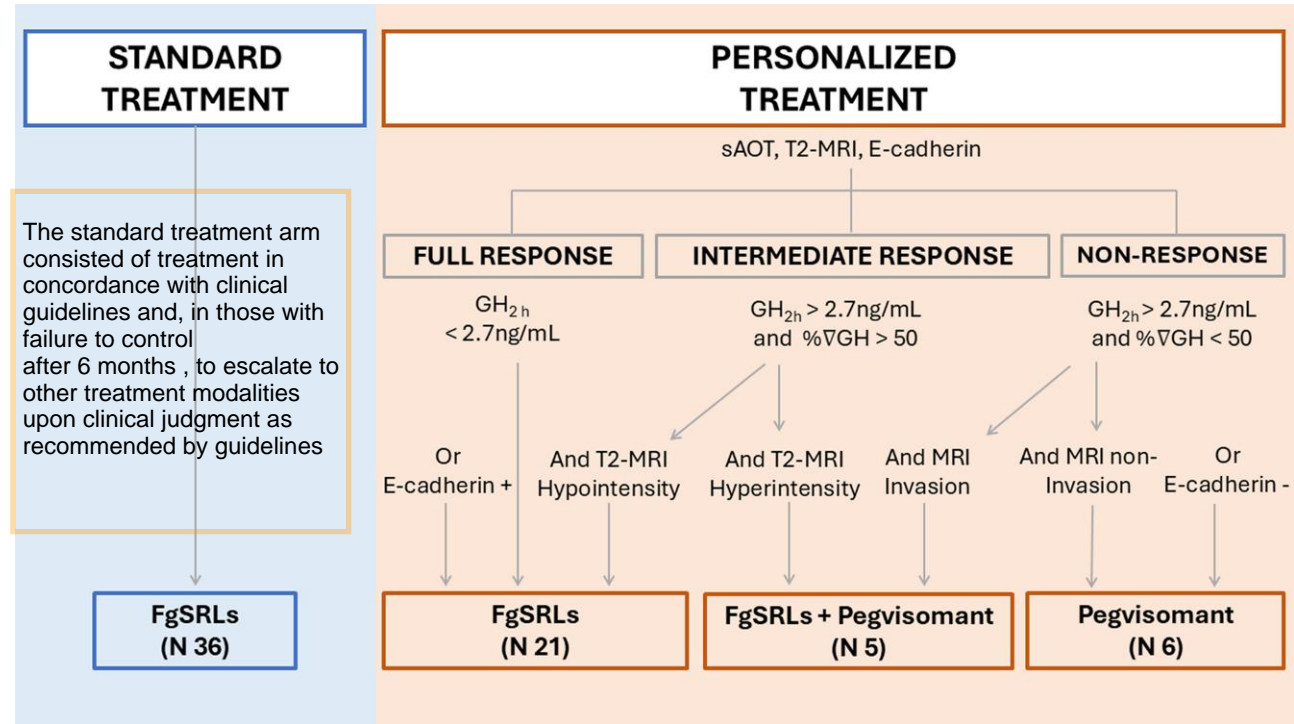 STANDARD
TREATMENT
The standard treatment arm
consisted of treatment in
concordance with clinical
guidelines and, in those with
failure to control
after 6 months , to escalate to
other treatment modalities
upon clinical judgment as
recommended by guidelines
FgSRLs
(N 36)
PERSONALIZED
TREATMENT
sAOT, T2-MRI, E-cadherin
FULL RESPONSE
INTERMEDIATE RESPONSE
NON-RESPONSE
GH2 h
< 2.7ng/mL
GH2h > 2.7ng/mL
and %∇GH > 50
GH2h > 2.7ng/mL
and %∇GH < 50
Or
E-cadherin +
And T2-MRI
Hypointensity
And T2-MRI
Hyperintensity
And MRI
Invasion
And MRI non-
Invasion
Or
E-cadherin -
FgSRLs
(N 21)
FgSRLs + Pegvisomant
(N 5)
Pegvisomant
(N 6)